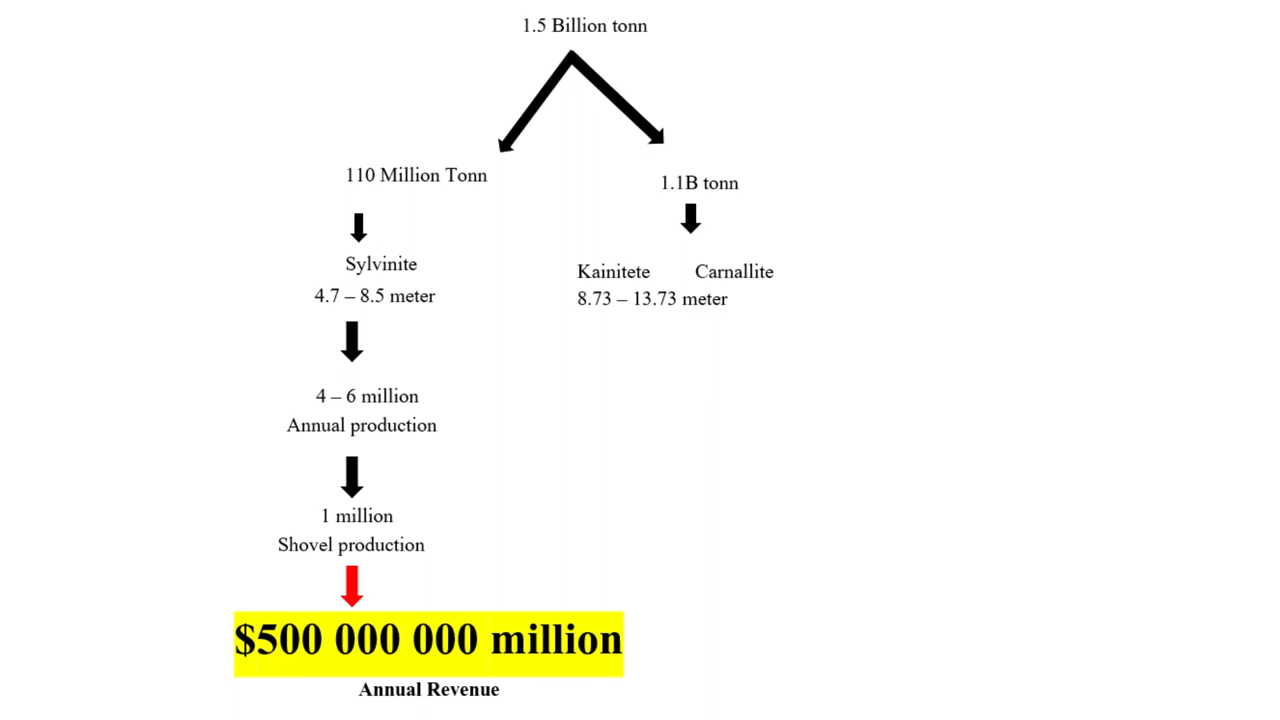 1.5 Billion tonn
110 Million Tonn
1.1B tonn
Sylvinite
4.7 – 8.5 meter
Kainitete Carnallite
8.73 – 13.73 meter
4 – 6 million
Annual production
1 million
Shovel production
$500 000 000 million
Annual Revenue